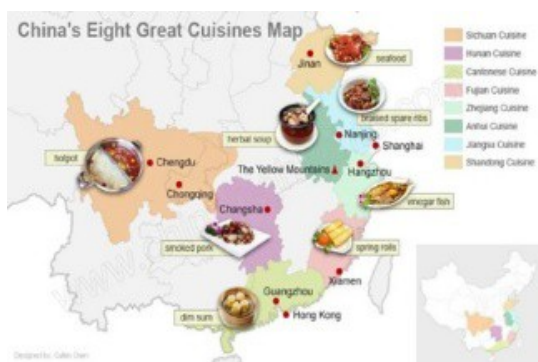 China's Eight Great Cuisines Map
Sichuan Cuisine
Hunan Cuisine
Cantonese Cuisine
Fujian Cuisine
Zhejiang Cuisine
Anhui Cuisine
Jiangsu Cuisine
Shandong Cuisine
Jinan
seafood
braised spare ribs
herbal soup
Nanjing
Shanghai
hotpot
Chengdu
The Yellow Mountains
Hangzhou
Chongqing
vinegar fish
Changsha
smoked pork
spring rolls
Xiamen
Guangzhou
dim sum
Hong Kong
Designed by: